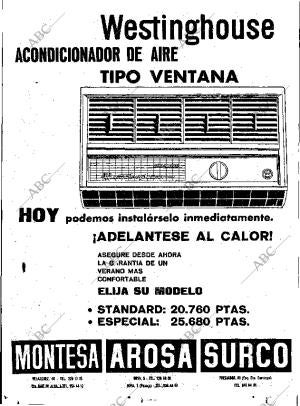 Westinghouse
ACONDICIONADOR DE AIRE
TIPO VENTANA
HOY podemos instalárselo inmediatamente.
¡ADELANTESE AL CALOR!
ASEGURE DESDE AHORA
LA GARANTIA DE UN
VERANO MAS
CONFORTABLE
ELIJA SU MODELO
• STANDARD: 20.760 PTAS.
• ESPECIAL: 25.680 PTAS.
MONTESA AROSA SURCO